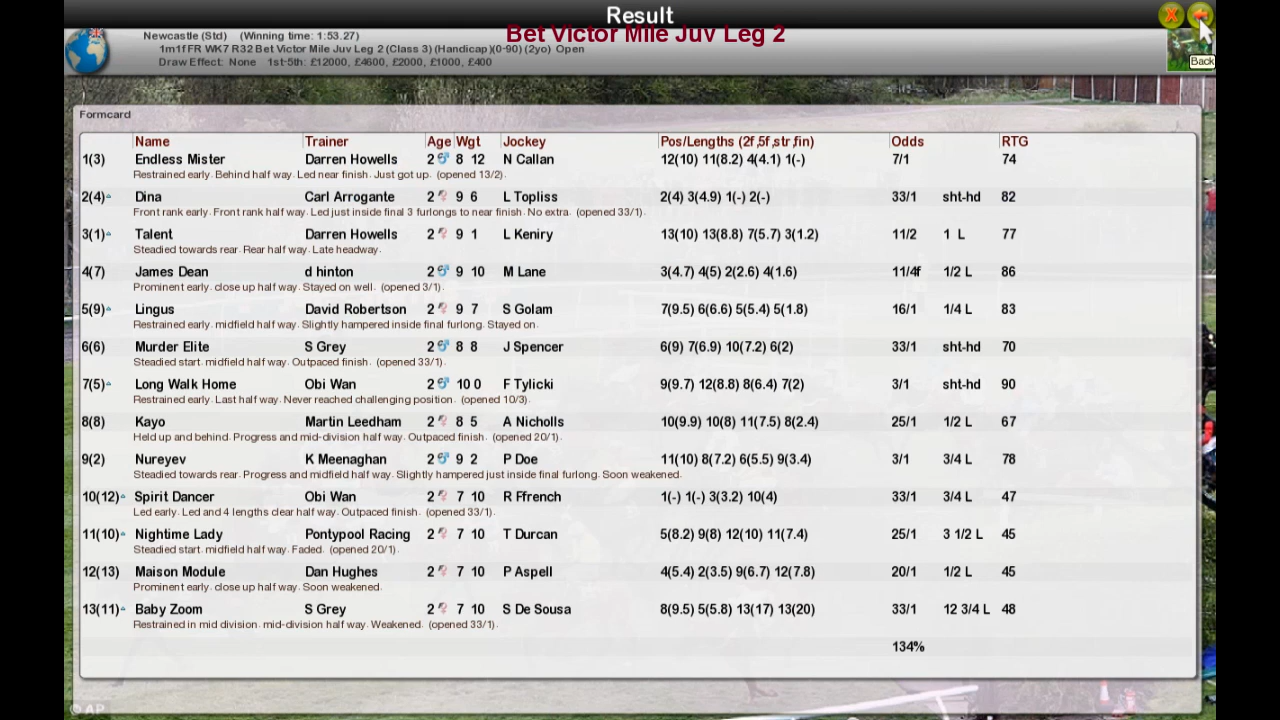 Result
Bet Victor Mile Juv Leg 2
Newcastle (Std) (Winning time: 1:53.27)
1m1f FR WK7 R32 Bet Victor Mile Juv Leg 2 (Class 3) (Handicap)(0-90) (2yo) Open
Draw Effect: None 1st-5th: £12000, £4600, £2000, £1000, £400
Back
Formcard
Name Trainer Age Wgt Jockey Pos/Lengths (2f,5f,str,fin) Odds RTG
1(3) Endless Mister Darren Howells 2 8 12 N Callan 12(10) 11(8.2) 4(4.1) 1(-) 7/1 74
Restrained early. Behind half way. Led near finish. Just got up. (opened 13/2).
2(4) Dina Carl Arrogante 2 9 6 L Topliss 2(4) 3(4.9) 1(-) 2(-) 33/1 sht-hd 82
Front rank early. Front rank half way. Led just inside final 3 furlongs to near finish. No extra. (opened 33/1).
3(1) Talent Darren Howells 2 9 1 L Keniry 13(10) 13(8.8) 7(5.7) 3(1.2) 11/2 1 L 77
Steadied towards rear. Rear half way. Late headway.
4(7) James Dean d hinton 2 9 10 M Lane 3(4.7) 4(5) 2(2.6) 4(1.6) 11/4f 1/2 L 86
Prominent early. close up half way. Stayed on well. (opened 3/1).
5(9) Lingus David Robertson 2 9 7 S Golam 7(9.5) 6(6.6) 5(5.4) 5(1.8) 16/1 1/4 L 83
Restrained early. midfield half way. Slightly hampered inside final furlong. Stayed on.
6(6) Murder Elite S Grey 2 8 8 J Spencer 6(9) 7(6.9) 10(7.2) 6(2) 33/1 sht-hd 70
Steadied start. midfield half way. Outpaced finish. (opened 33/1).
7(5) Long Walk Home Obi Wan 2 10 0 F Tylicki 9(9.7) 12(8.8) 8(6.4) 7(2) 3/1 sht-hd 90
Restrained early. Last half way. Never reached challenging position. (opened 10/3).
8(8) Kayo Martin Leedham 2 8 5 A Nicholls 10(9.9) 10(8) 11(7.5) 8(2.4) 25/1 1/2 L 67
Held up and behind. Progress and mid-division half way. Outpaced finish. (opened 20/1).
9(2) Nureyev K Meenaghan 2 9 2 P Doe 11(10) 8(7.2) 6(5.5) 9(3.4) 3/1 3/4 L 78
Steadied towards rear. Progress and midfield half way. Slightly hampered just inside final furlong. Soon weakened.
10(12) Spirit Dancer Obi Wan 2 7 10 R Ffrench 1(-) 1(-) 3(3.2) 10(4) 33/1 3/4 L 47
Led early. Led and 4 lengths clear half way. Outpaced finish. (opened 33/1).
11(10) Nightime Lady Pontypool Racing 2 7 10 T Durcan 5(8.2) 9(8) 12(10) 11(7.4) 25/1 3 1/2 L 45
Steadied start. midfield half way. Faded. (opened 20/1).
12(13) Maison Module Dan Hughes 2 7 10 P Aspell 4(5.4) 2(3.5) 9(6.7) 12(7.8) 20/1 1/2 L 45
Prominent early. close up half way. Soon weakened.
13(11) Baby Zoom S Grey 2 7 10 S De Sousa 8(9.5) 5(5.8) 13(17) 13(20) 33/1 12 3/4 L 48
Restrained in mid division. mid-division half way. Weakened. (opened 33/1).
134%
© AP